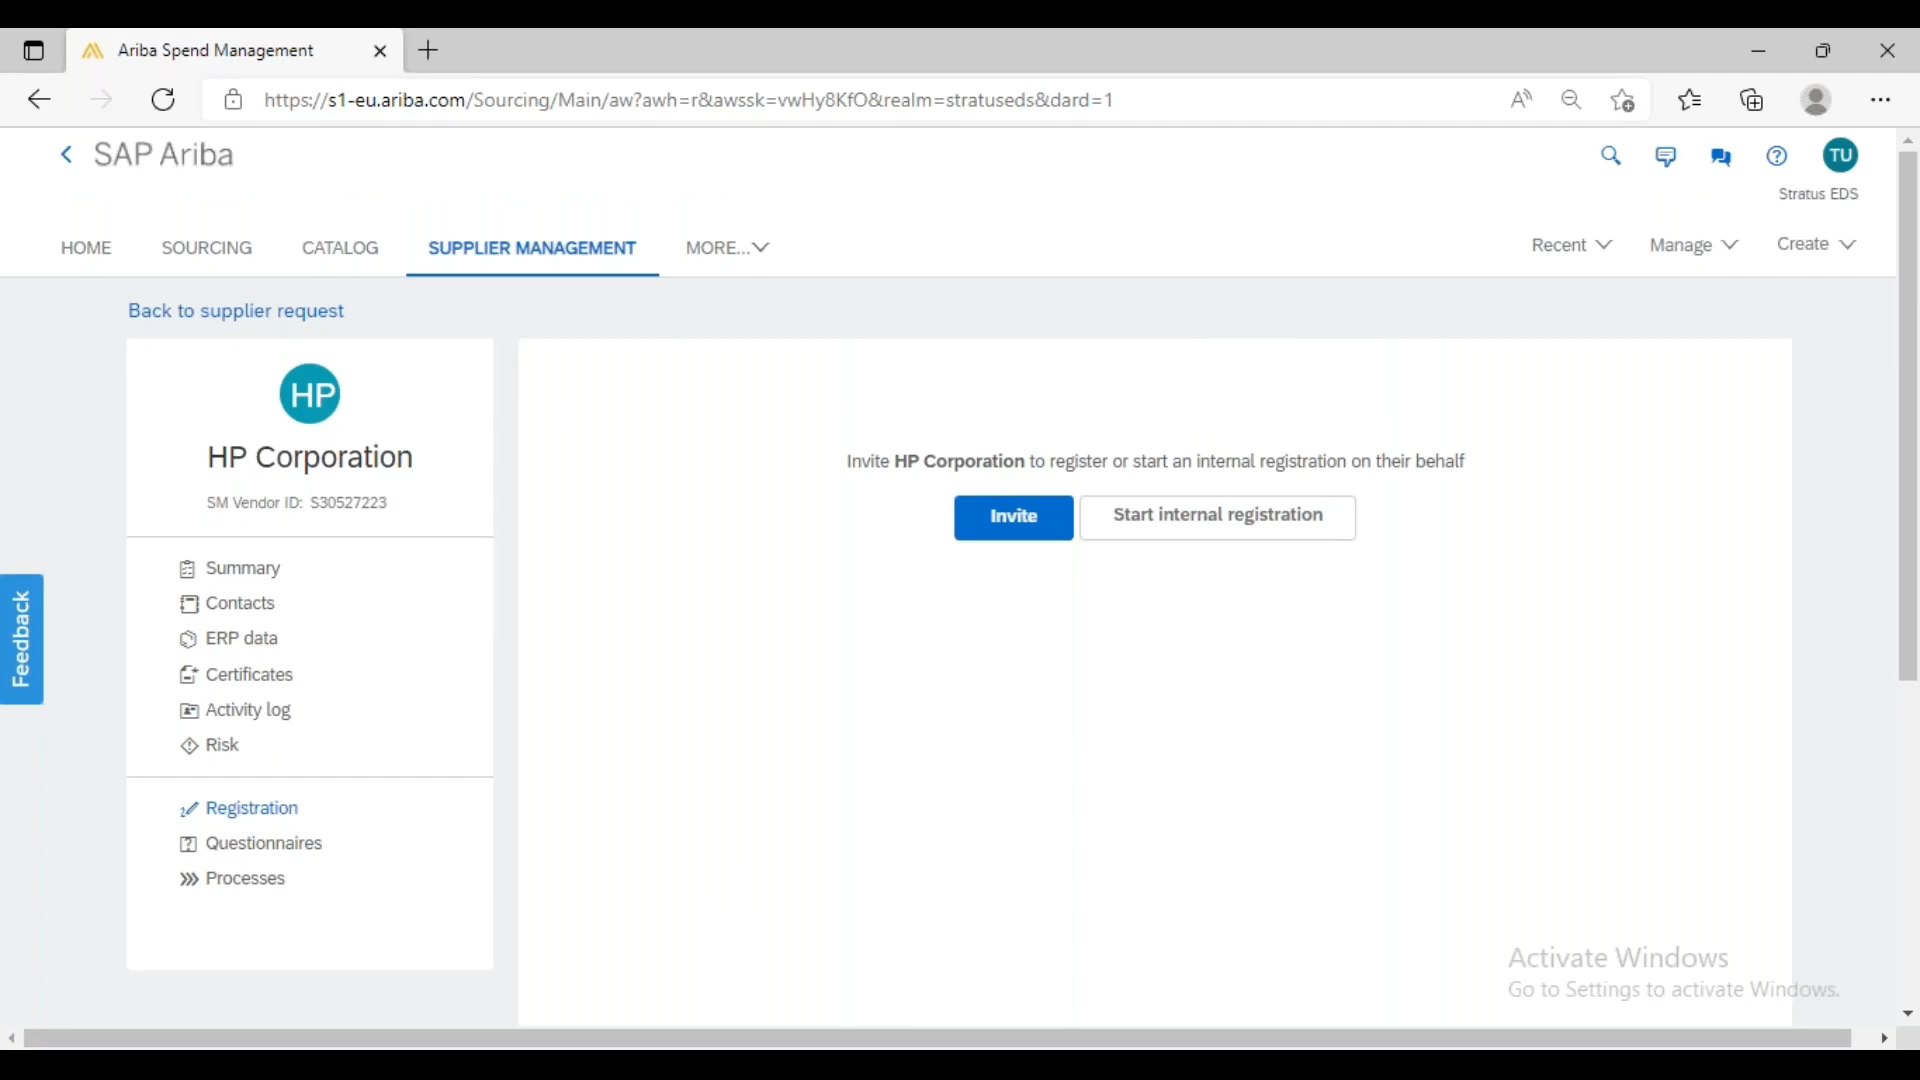 Ariba Spend Management
https://s1-eu.ariba.com/Sourcing/Main/aw?awh=r&awssk=vwHy8KfO&realm=stratuseds&dard=1
SAP Ariba
TU
Stratus EDS
HOME SOURCING CATALOG SUPPLIER MANAGEMENT MORE... Recent Manage Create
Back to supplier request
HP
HP Corporation
SM Vendor ID: S30527223
Invite HP Corporation to register or start an internal registration on their behalf
Invite Start internal registration
Summary
Contacts
ERP data
Certificates
Activity log
Risk
Registration
Questionnaires
Processes
Feedback
Activate Windows
Go to Settings to activate Windows.